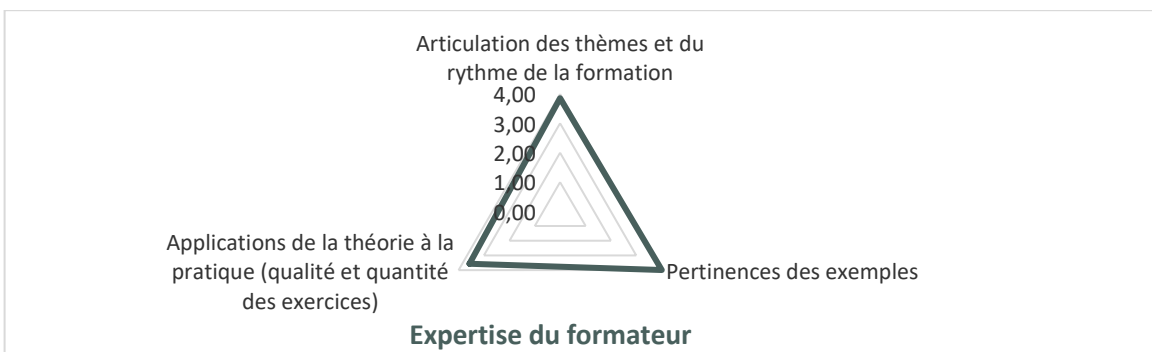 Articulation des thèmes et du
rythme de la formation
4,00
3,00
2,00
1,00
0,00
Applications de la théorie à la
pratique (qualité et quantité
des exercices)
Pertinences des exemples
Expertise du formateur